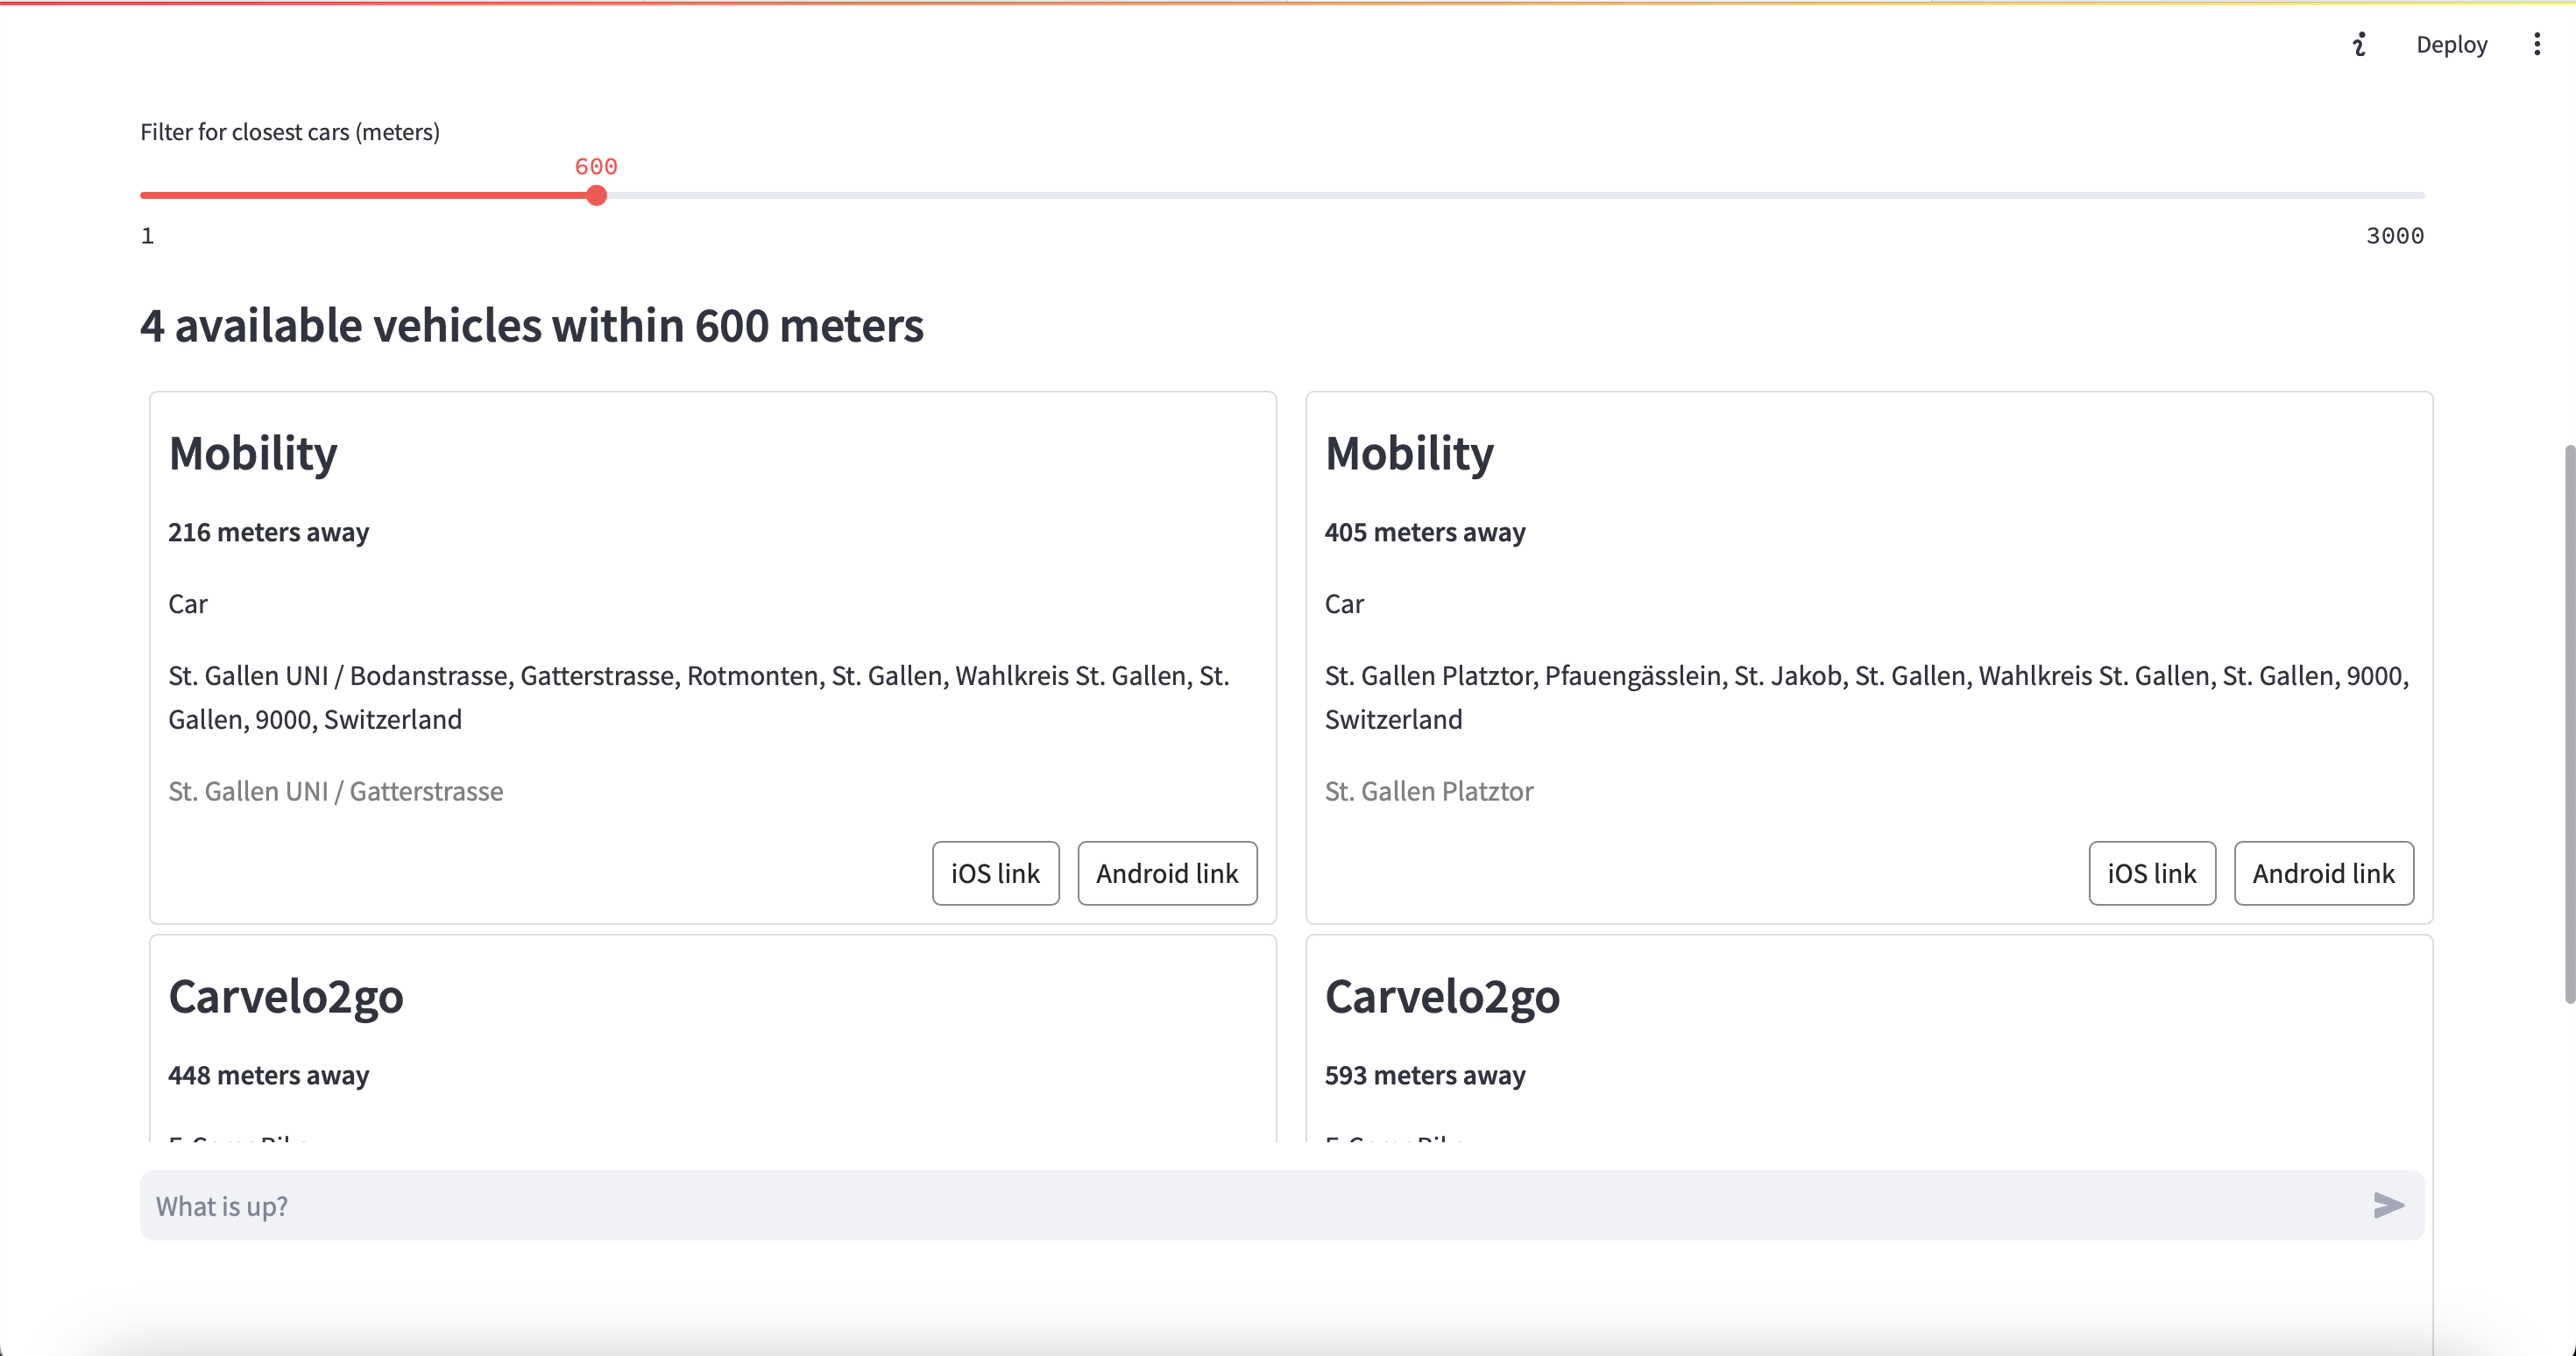 Deploy
Filter for closest cars (meters)
600
1
3000
4 available vehicles within 600 meters
Mobility
216 meters away
Car
St. Gallen UNI / Bodanstrasse, Gatterstrasse, Rotmonten, St. Gallen, Wahlkreis St. Gallen, St.
Gallen, 9000, Switzerland
St. Gallen UNI / Gatterstrasse
iOS link
Android link
Mobility
405 meters away
Car
St. Gallen Platztor, Pfauengässlein, St. Jakob, St. Gallen, Wahlkreis St. Gallen, St. Gallen, 9000,
Switzerland
St. Gallen Platztor
iOS link
Android link
Carvelo2go
448 meters away
Carvelo2go
593 meters away
What is up?